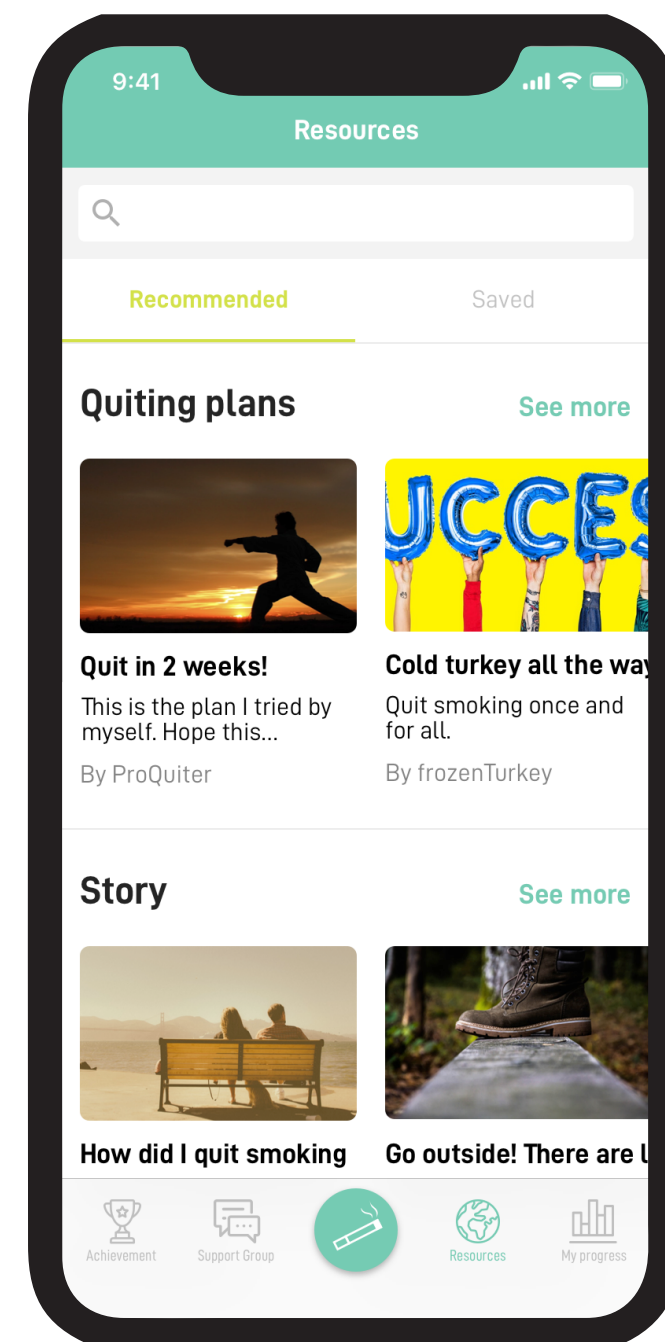 9:41
Resources
Recommended
Saved
Quiting plans
See more
UCCES
Quit in 2 weeks!
This is the plan I tried by
myself. Hope this...
By ProQuiter
Cold turkey all the way
Quit smoking once and
for all.
By frozenTurkey
Story
See more
How did I quit smoking
Go outside! There are l
Achievement
Support Group
Resources
My progress